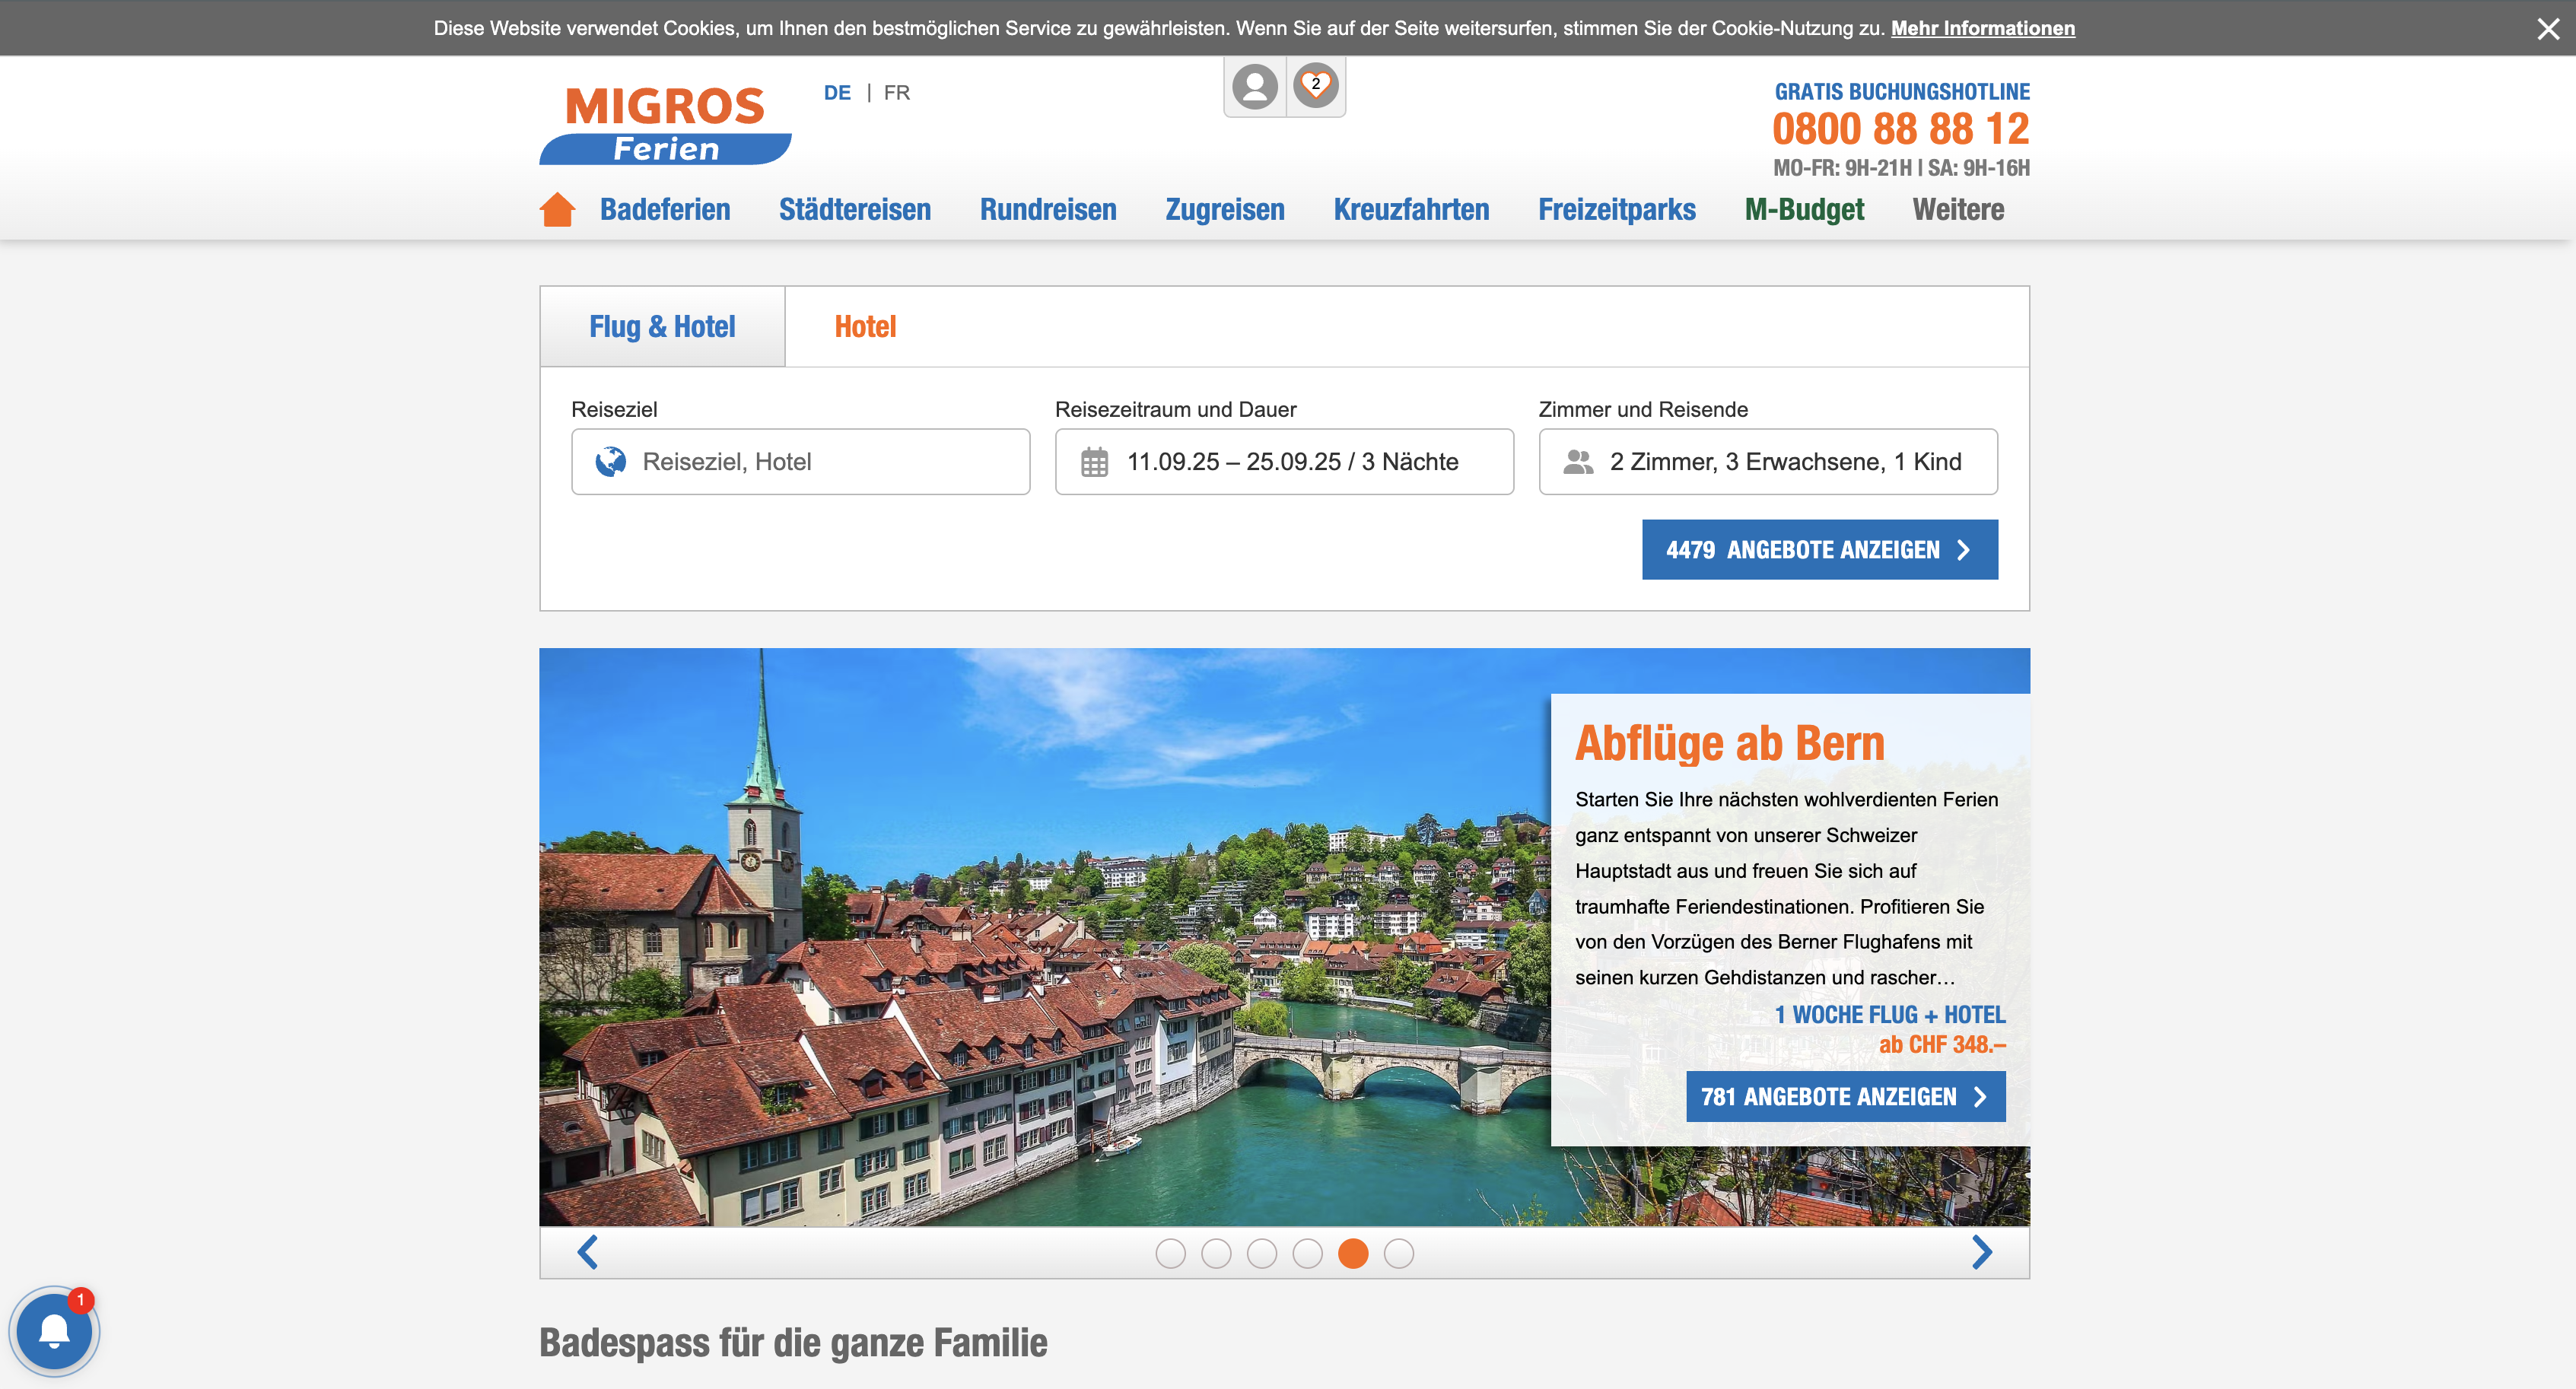 Diese Website verwendet Cookies, um Ihnen den bestmöglichen Service zu gewährleisten. Wenn Sie auf der Seite weitersurfen, stimmen Sie der Cookie-Nutzung zu. Mehr Informationen
MIGROS
Ferien
DE | FR
2
GRATIS BUCHUNGSHOTLINE
0800 88 88 12
MO-FR: 9H-21H | SA: 9H-16H
Badeferien Städtereisen Rundreisen Zugreisen Kreuzfahrten Freizeitparks M-Budget Weitere
Flug & Hotel Hotel
Reiseziel Reisezeitraum und Dauer Zimmer und Reisende
Reiseziel, Hotel 11.09.25 – 25.09.25 / 3 Nächte 2 Zimmer, 3 Erwachsene, 1 Kind
4479 ANGEBOTE ANZEIGEN
Abflüge ab Bern
Starten Sie Ihre nächsten wohlverdienten Ferien
ganz entspannt von unserer Schweizer
Hauptstadt aus und freuen Sie sich auf
traumhafte Feriendestinationen. Profitieren Sie
von den Vorzügen des Berner Flughafens mit
seinen kurzen Gehdistanzen und rascher…
1 WOCHE FLUG + HOTEL
ab CHF 348.–
781 ANGEBOTE ANZEIGEN
1
Badespass für die ganze Familie